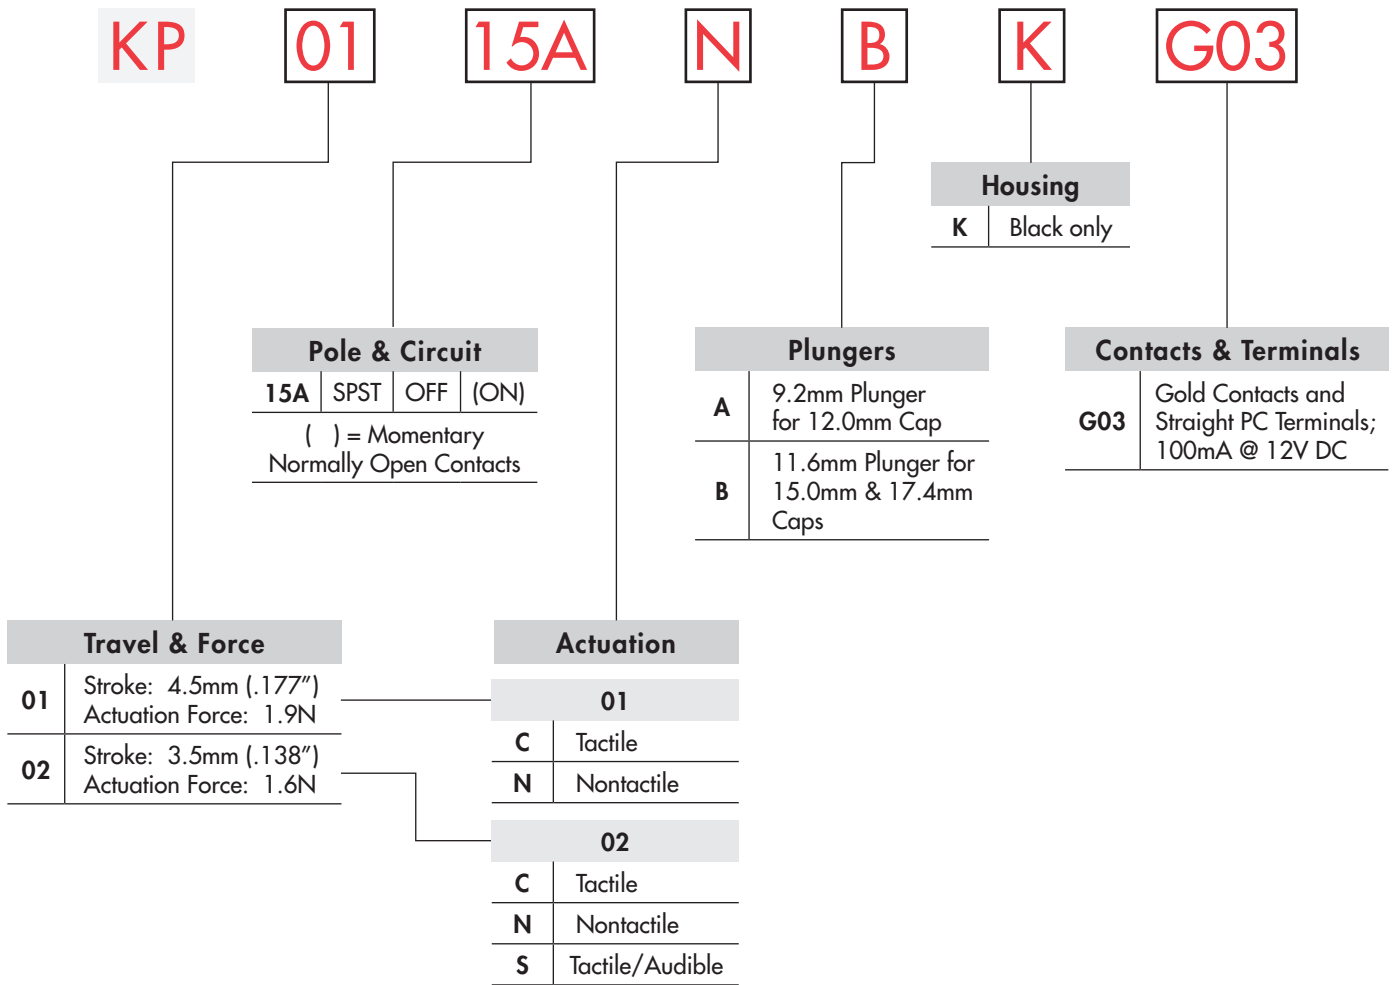 KP 01 15A N B K G03
Housing
K Black only
Pole & Circuit
15A SPST OFF (ON)
( ) = Momentary
Normally Open Contacts
Plungers
A 9.2mm Plunger
for 12.0mm Cap
B 11.6mm Plunger for
15.0mm & 17.4mm
Caps
Contacts & Terminals
G03 Gold Contacts and
Straight PC Terminals;
100mA @ 12V DC
Travel & Force
01 Stroke: 4.5mm (.177”)
Actuation Force: 1.9N
02 Stroke: 3.5mm (.138”)
Actuation Force: 1.6N
Actuation
01
C Tactile
N Nontactile
02
C Tactile
N Nontactile
S Tactile/Audible